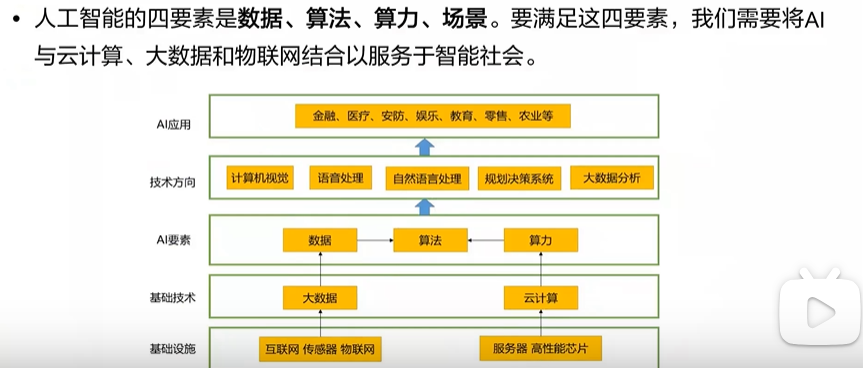 • 人工智能的四要素是数据、算法、算力、场景。要满足这四要素，我们需要将AI
与云计算、大数据和物联网结合以服务于智能社会。
AI应用
金融、医疗、安防、娱乐、教育、零售、农业等
技术方向
计算机视觉 语音处理 自然语言处理 规划决策系统 大数据分析
AI要素
数据 算法 算力
基础技术
大数据 云计算
基础设施
互联网 传感器 物联网 服务器 高性能芯片